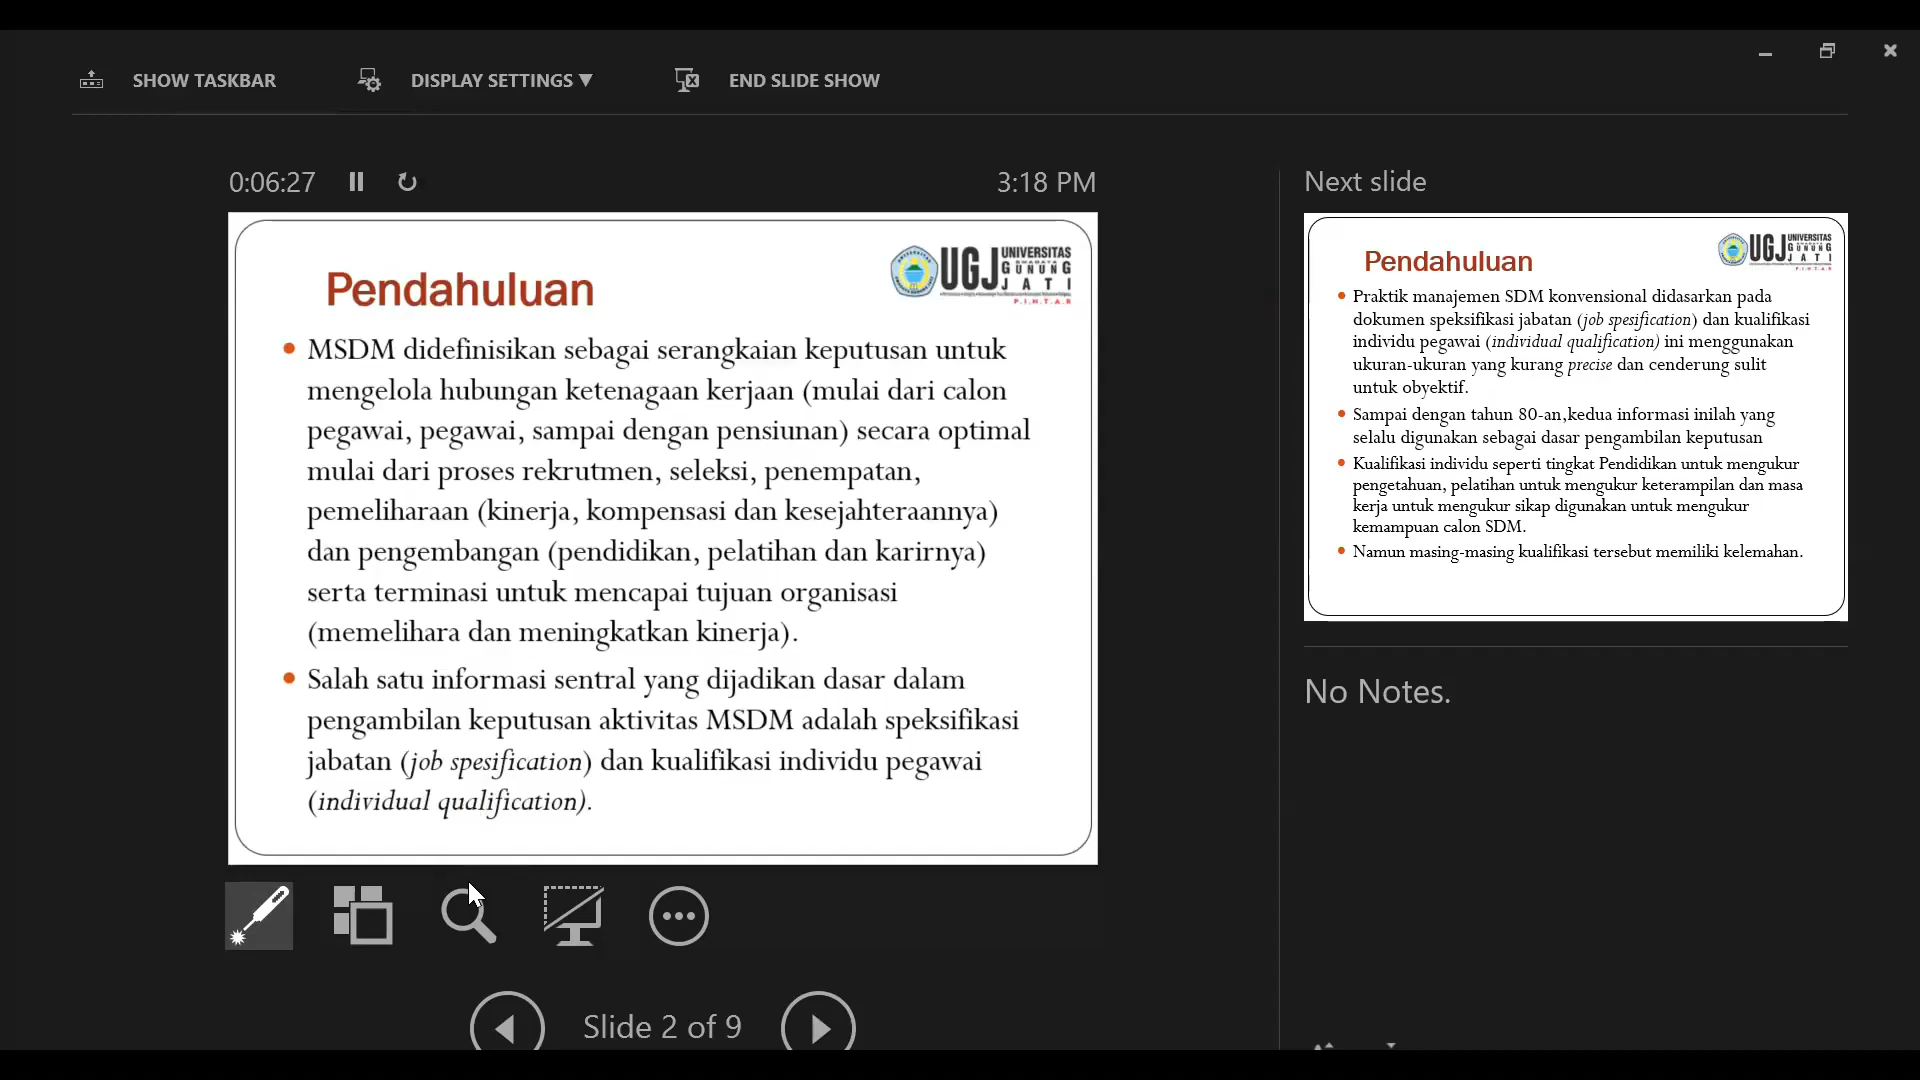 SHOW TASKBAR
DISPLAY SETTINGS ▼
END SLIDE SHOW
0:06:27
3:18 PM
Pendahuluan
UGJ UNIVERSITAS
GUNUNG
JATI
P.I.N.T.A.R
• MSDM didefinisikan sebagai serangkaian keputusan untuk
mengelola hubungan ketenagaan kerjaan (mulai dari calon
pegawai, pegawai, sampai dengan pensiunan) secara optimal
mulai dari proses rekrutmen, seleksi, penempatan,
pemeliharaan (kinerja, kompensasi dan kesejahteraannya)
dan pengembangan (pendidikan, pelatihan dan karirnya)
serta terminasi untuk mencapai tujuan organisasi
(memelihara dan meningkatkan kinerja).
• Salah satu informasi sentral yang dijadikan dasar dalam
pengambilan keputusan aktivitas MSDM adalah speksifikasi
jabatan (job spesification) dan kualifikasi individu pegawai
(individual qualification).
Slide 2 of 9
Next slide
Pendahuluan
UGJ UNIVERSITAS
GUNUNG
JATI
P.I.N.T.A.R
• Praktik manajemen SDM konvensional didasarkan pada
dokumen speksifikasi jabatan (job spesification) dan kualifikasi
individu pegawai (individual qualification) ini menggunakan
ukuran-ukuran yang kurang precise dan cenderung sulit
untuk obyektif.
• Sampai dengan tahun 80-an,kedua informasi inilah yang
selalu digunakan sebagai dasar pengambilan keputusan
• Kualifikasi individu seperti tingkat Pendidikan untuk mengukur
pengetahuan, pelatihan untuk mengukur keterampilan dan masa
kerja untuk mengukur sikap digunakan untuk mengukur
kemampuan calon SDM.
• Namun masing-masing kualifikasi tersebut memiliki kelemahan.
No Notes.